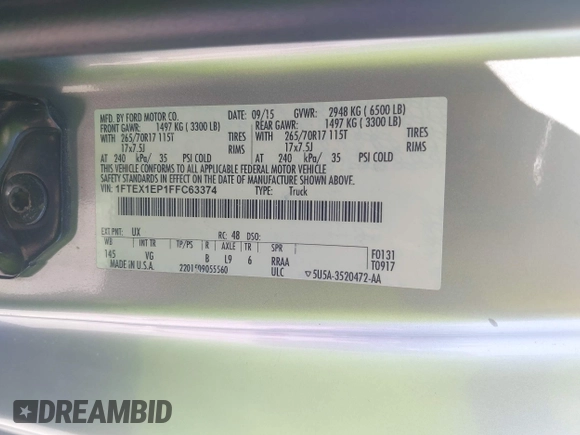 MFD. BY FORD MOTOR CO.
DATE: 09/15 GVWR: 2948 KG (6500 LB)
FRONT GAWR: 1497 KG (3300 LB) REAR GAWR: 1497 KG (3300 LB)
WITH 265/70R17 115T TIRES WITH 265/70R17 115T TIRES
17x7.5J RIMS 17x7.5J RIMS
AT 240 kPa/ 35 PSI COLD AT 240 kPa/ 35 PSI COLD
THIS VEHICLE CONFORMS TO ALL APPLICABLE FEDERAL MOTOR VEHICLE
SAFETY STANDARDS IN EFFECT ON THE DATE OF MANUFACTURE SHOWN ABOVE.
VIN: 1FTEX1EP1FFC63374 TYPE: Truck
EXT PNT: UX RC: 48 DSO:
WB INT TR TP/PS R AXLE TR SPR F0131
145 VG B L9 6 RRAA T0917
MADE IN U.S.A. ULC
5U5A-3520472-AA
DREAMBID